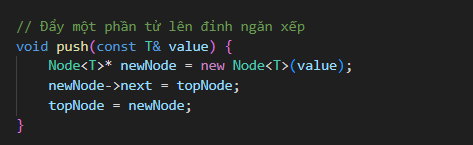 // Đẩy một phần tử lên đỉnh ngăn xếp
void push(const T& value) {
    Node<T>* newNode = new Node<T>(value);
    newNode->next = topNode;
    topNode = newNode;
}